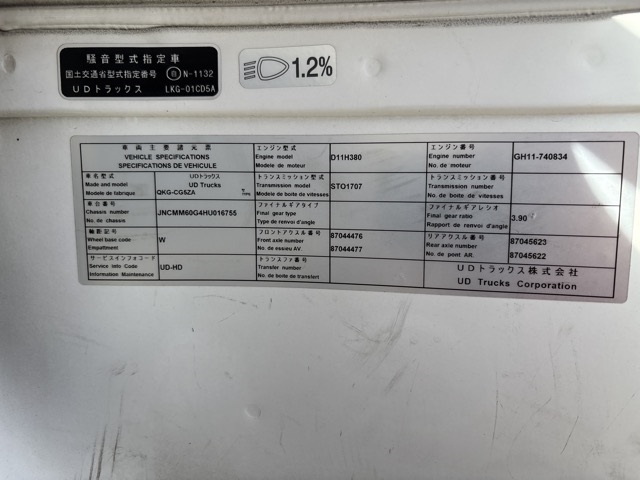 騒音型式指定車
国土交通省型式指定番号 自 N-1132
UDトラックス LKG-01CD5A
1.2%
車両主要諸元票
VEHICLE SPECIFICATIONS
SPECIFICATIONS DE VEHICULE
車名型式 UDトラックス
Made and model UD Trucks
Modele de fabrique QKG-CG5ZA
車台番号
Chassis number JNCMM60G4HU016755
No. de chassis
軸距記号
Wheel base code W
Empattment
サービスインフォコード
Service info Code UD-HD
Information Maintenance
エンジン型式
Engine model D11H380
Modele de moteur
トランスミッション型式
Transmission model STO1707
Modele de boite de vitesses
ファイナルギアタイプ
Final gear type
Type de renvoi d'angle
フロントアクスル番号 87044476
Front axle number
No. de essieu AV. 87044477
トランスファ番号
Transfer number
No. de boite de transfert
エンジン番号
Engine number GH11-740834
No. de moteur
トランスミッション番号
Transmission number
No. de boite de vitesses
ファイナルギアレシオ
Final gear ratio 3.90
Rapport de renvoi d'angle
リアアクスル番号 87045623
Rear axle number
No. de pont AR. 87045622
UDトラックス株式会社
UD Trucks Corporation